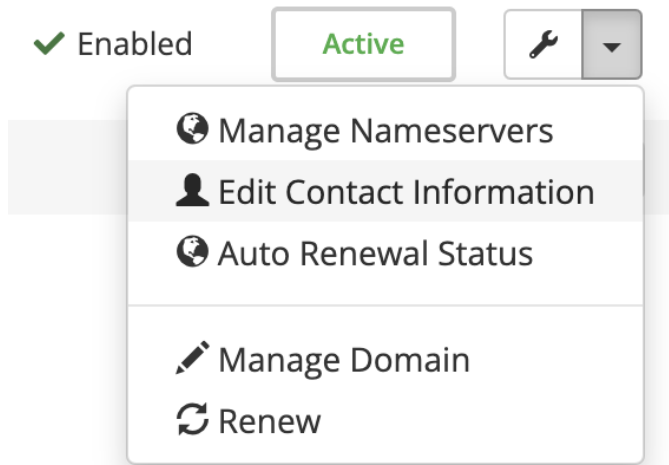 Enabled
Active
Manage Nameservers
Edit Contact Information
Auto Renewal Status
Manage Domain
Renew